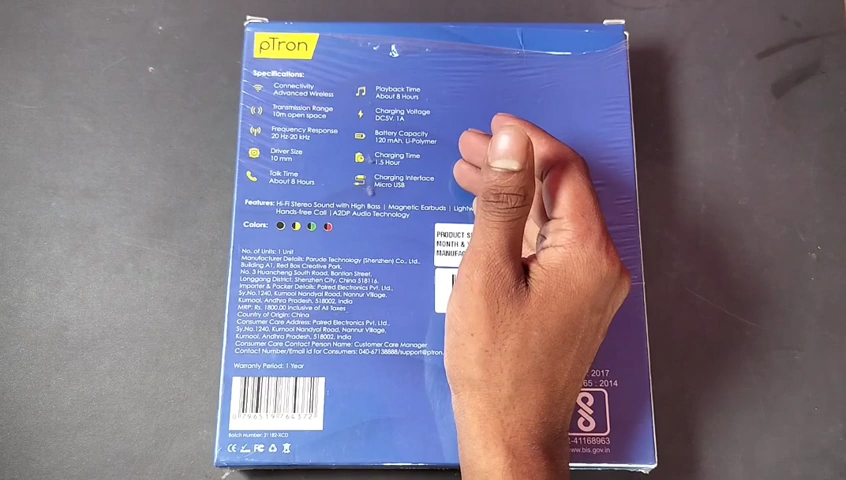 pTron
Specifications:
Connectivity
Advanced Wireless
Transmission Range
10m open space
Frequency Response
20 Hz-20 kHz
Driver Size
10 mm
Talk Time
About 8 Hours
Playback Time
About 8 Hours
Charging Voltage
DC5V, 1A
Battery Capacity
120 mAh, Li-Polymer
Charging Time
1.5 Hour
Charging Interface
Micro USB
Features: Hi-Fi Stereo Sound with High Bass | Magnetic Earbuds |
Hands-free Call | A2DP Audio Technology
Colors:
PRODUCT
MONTH &
No. of Units: 1 Unit
Manufacturer Details: Parude Technology (Shenzhen) Co., Ltd.,
Building A1, Red Box Creative Park,
No. 3 Huancheng South Road, Bantian Street,
Longgang District, Shenzhen City, China 518116.
Importer & Packer Details: Palred Electronics Pvt. Ltd.,
Sy.No.1240, Kurnool Nandyal Road, Nannur Village,
Kurnool, Andhra Pradesh, 518002, India
MRP: Rs. 1800.00 Inclusive of All Taxes
Country of Origin: China
Consumer Care Address: Palred Electronics Pvt. Ltd.,
Sy.No.1240, Kurnool Nandyal Road, Nannur Village,
Kurnool, Andhra Pradesh, 518002, India
Consumer Care Contact Person Name: Customer Care Manager
Contact Number/Email Id for Consumers: 040-67138888/support@ptron.
Warranty Period: 1 Year
2017
65 : 2014
-41168963
www.bis.gov.in
Batch Number: 31182-KCD
CE FC